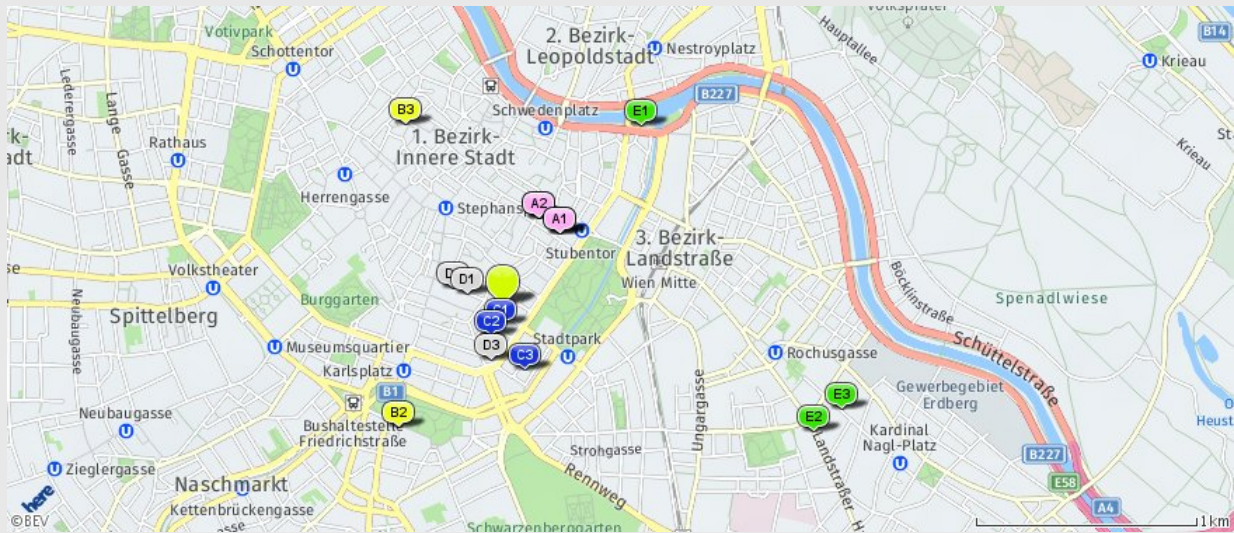 Votivpark
Schottentor
2. Bezirk-
Leopoldstadt
Nestroyplatz
Volksprater
Hauptallee
B14
Krieau
Lederergasse
Lange
Gasse
Rathaus
B3
Schwedenplatz
E1
B227
1. Bezirk-
Innere Stadt
Herrengasse
Krieau
A2
A1
Stubentor
3. Bezirk-
Landstraße
Wien Mitte
Volkstheater
D1
Burggarten
Böcklinstraße
Spenadlwiese
Neubaugasse
Spittelberg
C2
D3
C3
Stadtpark
Museumsquartier
Karlsplatz
Rochusgasse
Schüttelstraße
B1
B2
Gewerbegebiet
Erdberg
E3
E2
Neubaugasse
Bushaltestelle
Friedrichstraße
Ungargasse
Kardinal
Nagl-Platz
Strohgasse
Landstraßer
Zieglergasse
Naschmarkt
Kettenbrückengasse
Rennweg
B227
E58
A4
here
©BEV
Schwarzenberggarten
1km